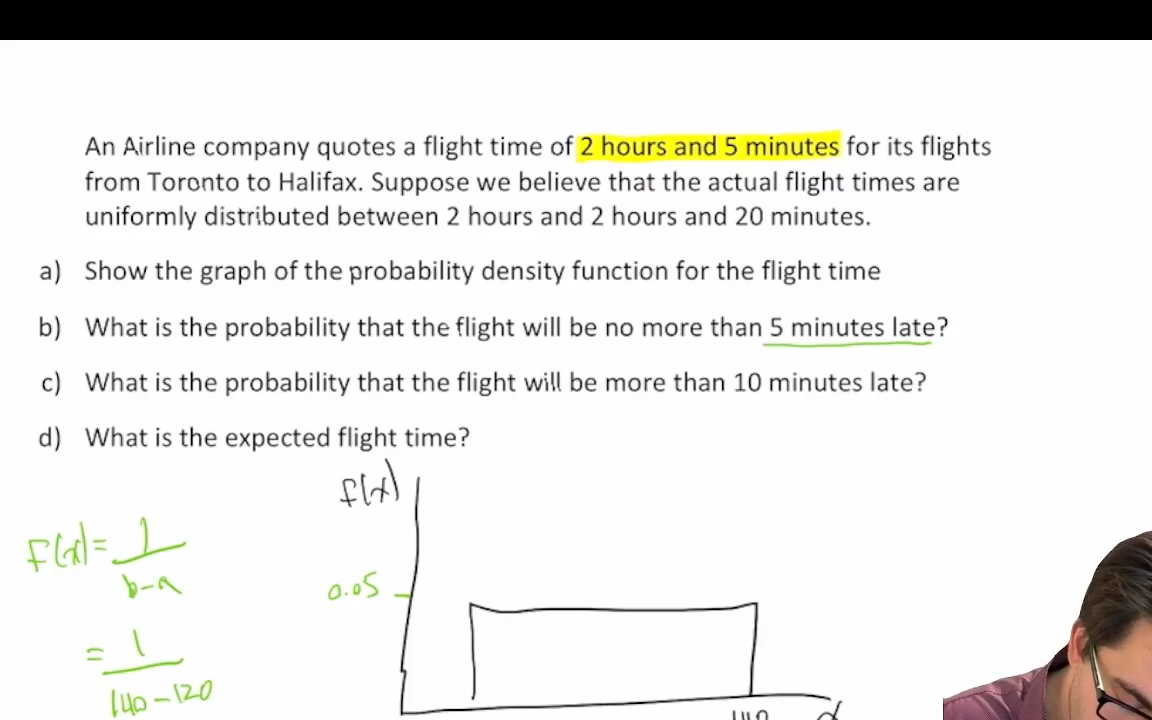 An Airline company quotes a flight time of 2 hours and 5 minutes for its flights
from Toronto to Halifax. Suppose we believe that the actual flight times are
uniformly distributed between 2 hours and 2 hours and 20 minutes.
a) Show the graph of the probability density function for the flight time
b) What is the probability that the flight will be no more than 5 minutes late?
c) What is the probability that the flight will be more than 10 minutes late?
d) What is the expected flight time?
f(x)
f(x) = 1
b-a
0.05
= 1
140-120
140
x